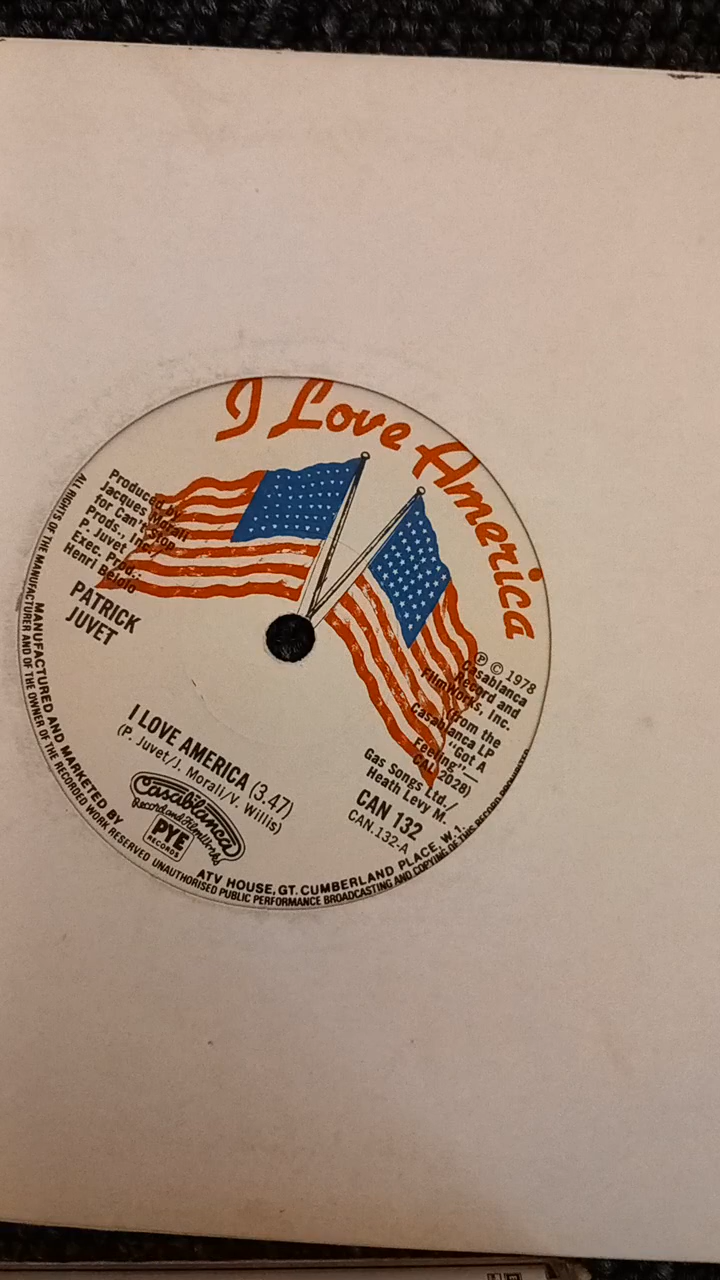 I Love America
Produced by
Jacques Morali
for Can't Stop
Prods., Inc./
P. Juvet
Exec. Prod.:
Henri Belolo
PATRICK
JUVET
℗ © 1978
Casablanca
Record and
FilmWorks, Inc.
(from the
Casablanca LP
"Got A
Feeling"—
CAL 2028)
Gas Songs Ltd./
Heath Levy M.
CAN 132
CAN.132-A
I LOVE AMERICA (3.47)
(P. Juvet/J. Morali/V. Willis)
Casablanca
Record and FilmWorks
PYE
RECORDS
MANUFACTURED AND MARKETED BY
ATV HOUSE, GT. CUMBERLAND PLACE, W.1.
ALL RIGHTS OF THE MANUFACTURER AND OF THE OWNER OF THE RECORDED WORK RESERVED UNAUTHORISED PUBLIC PERFORMANCE BROADCASTING AND COPYING OF THIS RECORD PROHIBITED